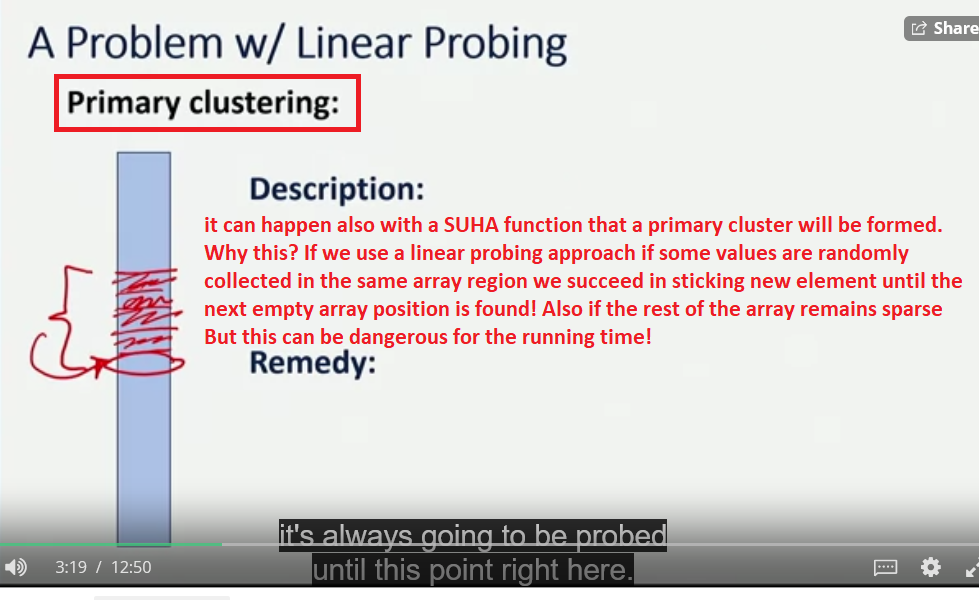 A Problem w/ Linear Probing
Share
Primary clustering:
Description:
it can happen also with a SUHA function that a primary cluster will be formed.
Why this? If we use a linear probing approach if some values are randomly
collected in the same array region we succeed in sticking new element until the
next empty array position is found! Also if the rest of the array remains sparse
But this can be dangerous for the running time!
Remedy:
it's always going to be probed
until this point right here.
3:19 / 12:50